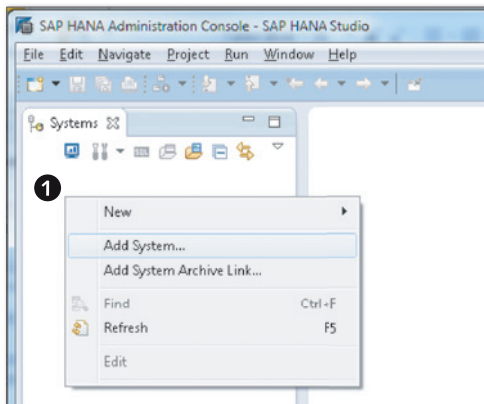 SAP HANA Administration Console - SAP HANA Studio
File Edit Navigate Project Run Window Help
Systems
1
New
Add System...
Add System Archive Link...
Find Ctrl+F
Refresh F5
Edit